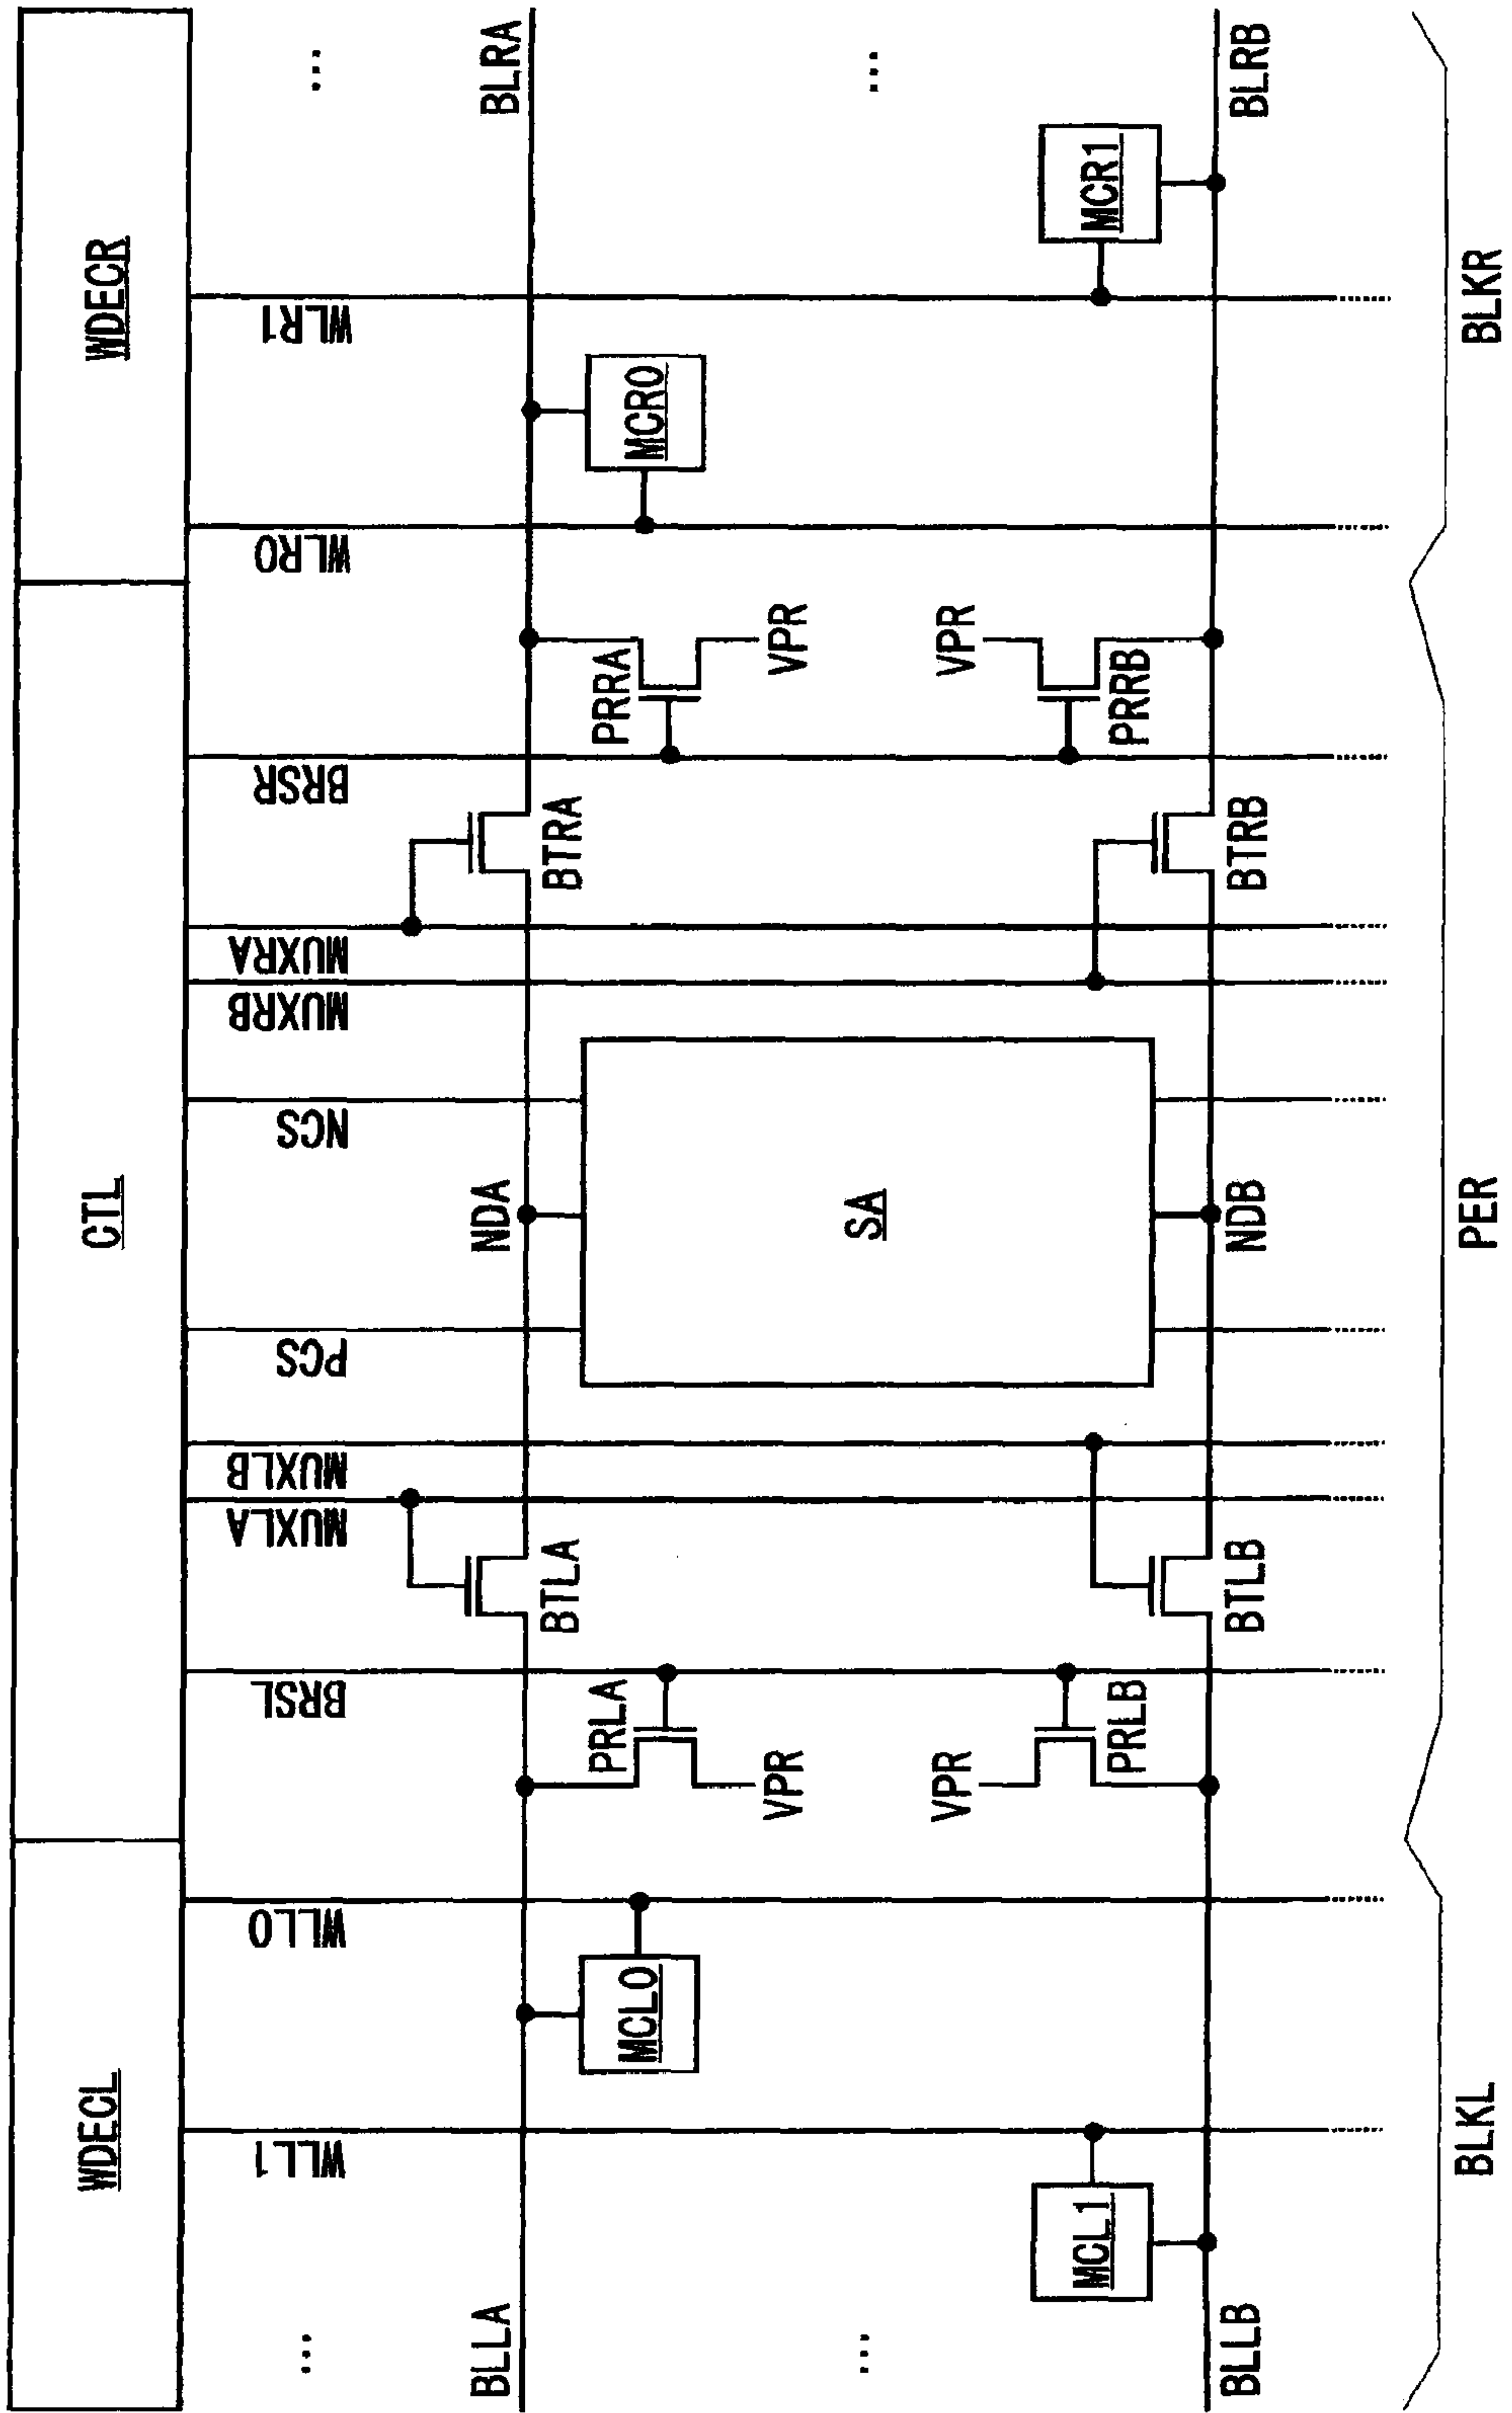 WDECL
CTL
WDECR
WLL1
WLL0
BRSL
MUXLA
MUXLB
PCS
NCS
MUXRB
MUXRA
BRSR
WLR0
WLR1
...
...
BLLA
NDA
BLRA
BTLA
BTRA
MCL0
PRLA
PRRA
MCR0
VPR
VPR
...
SA
...
VPR
VPR
MCL1
PRLB
PRRB
MCR1
BLLB
BTLB
NDB
BTRB
BLRB
BLKL
PER
BLKR